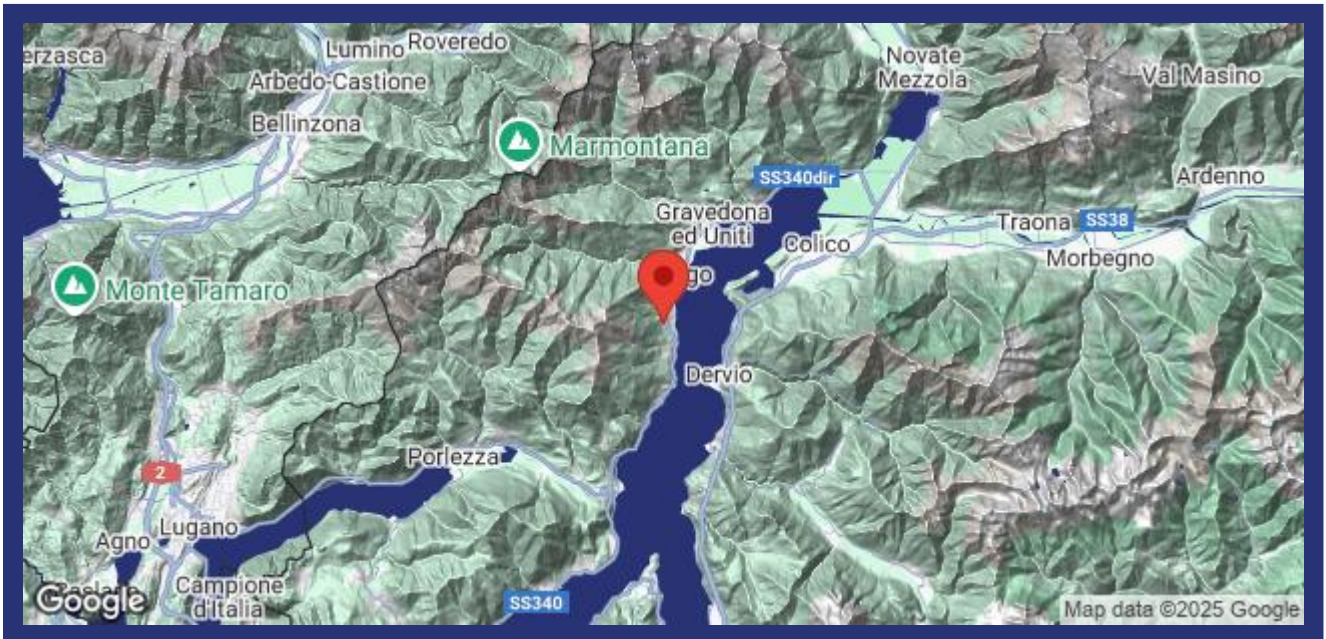 erzasca
Lumino
Roveredo
Arbedo-Castione
Bellinzona
Marmontana
Novate
Mezzola
Val Masino
SS340dir
Ardenno
Gravedona
ed Uniti
Colico
Traona
SS38
Morbegno
Monte Tamaro
go
Dervio
Porlezza
2
Lugano
Agno
Campione
d'Italia
SS340
Google
Map data ©2025 Google